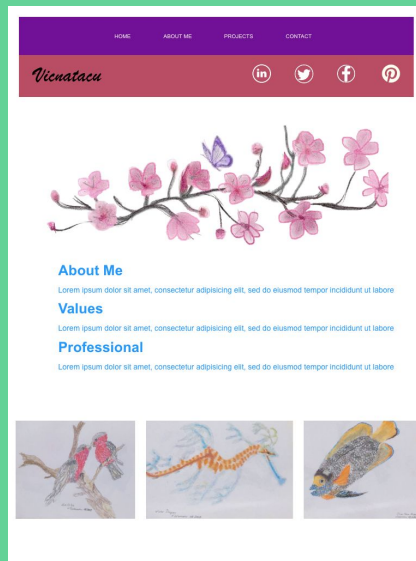 HOME ABOUT ME PROJECTS CONTACT
Vicnatacu
About Me
Lorem ipsum dolor sit amet, consectetur adipisicing elit, sed do eiusmod tempor incididunt ut labore
Values
Lorem ipsum dolor sit amet, consectetur adipisicing elit, sed do eiusmod tempor incididunt ut labore
Professional
Lorem ipsum dolor sit amet, consectetur adipisicing elit, sed do eiusmod tempor incididunt ut labore